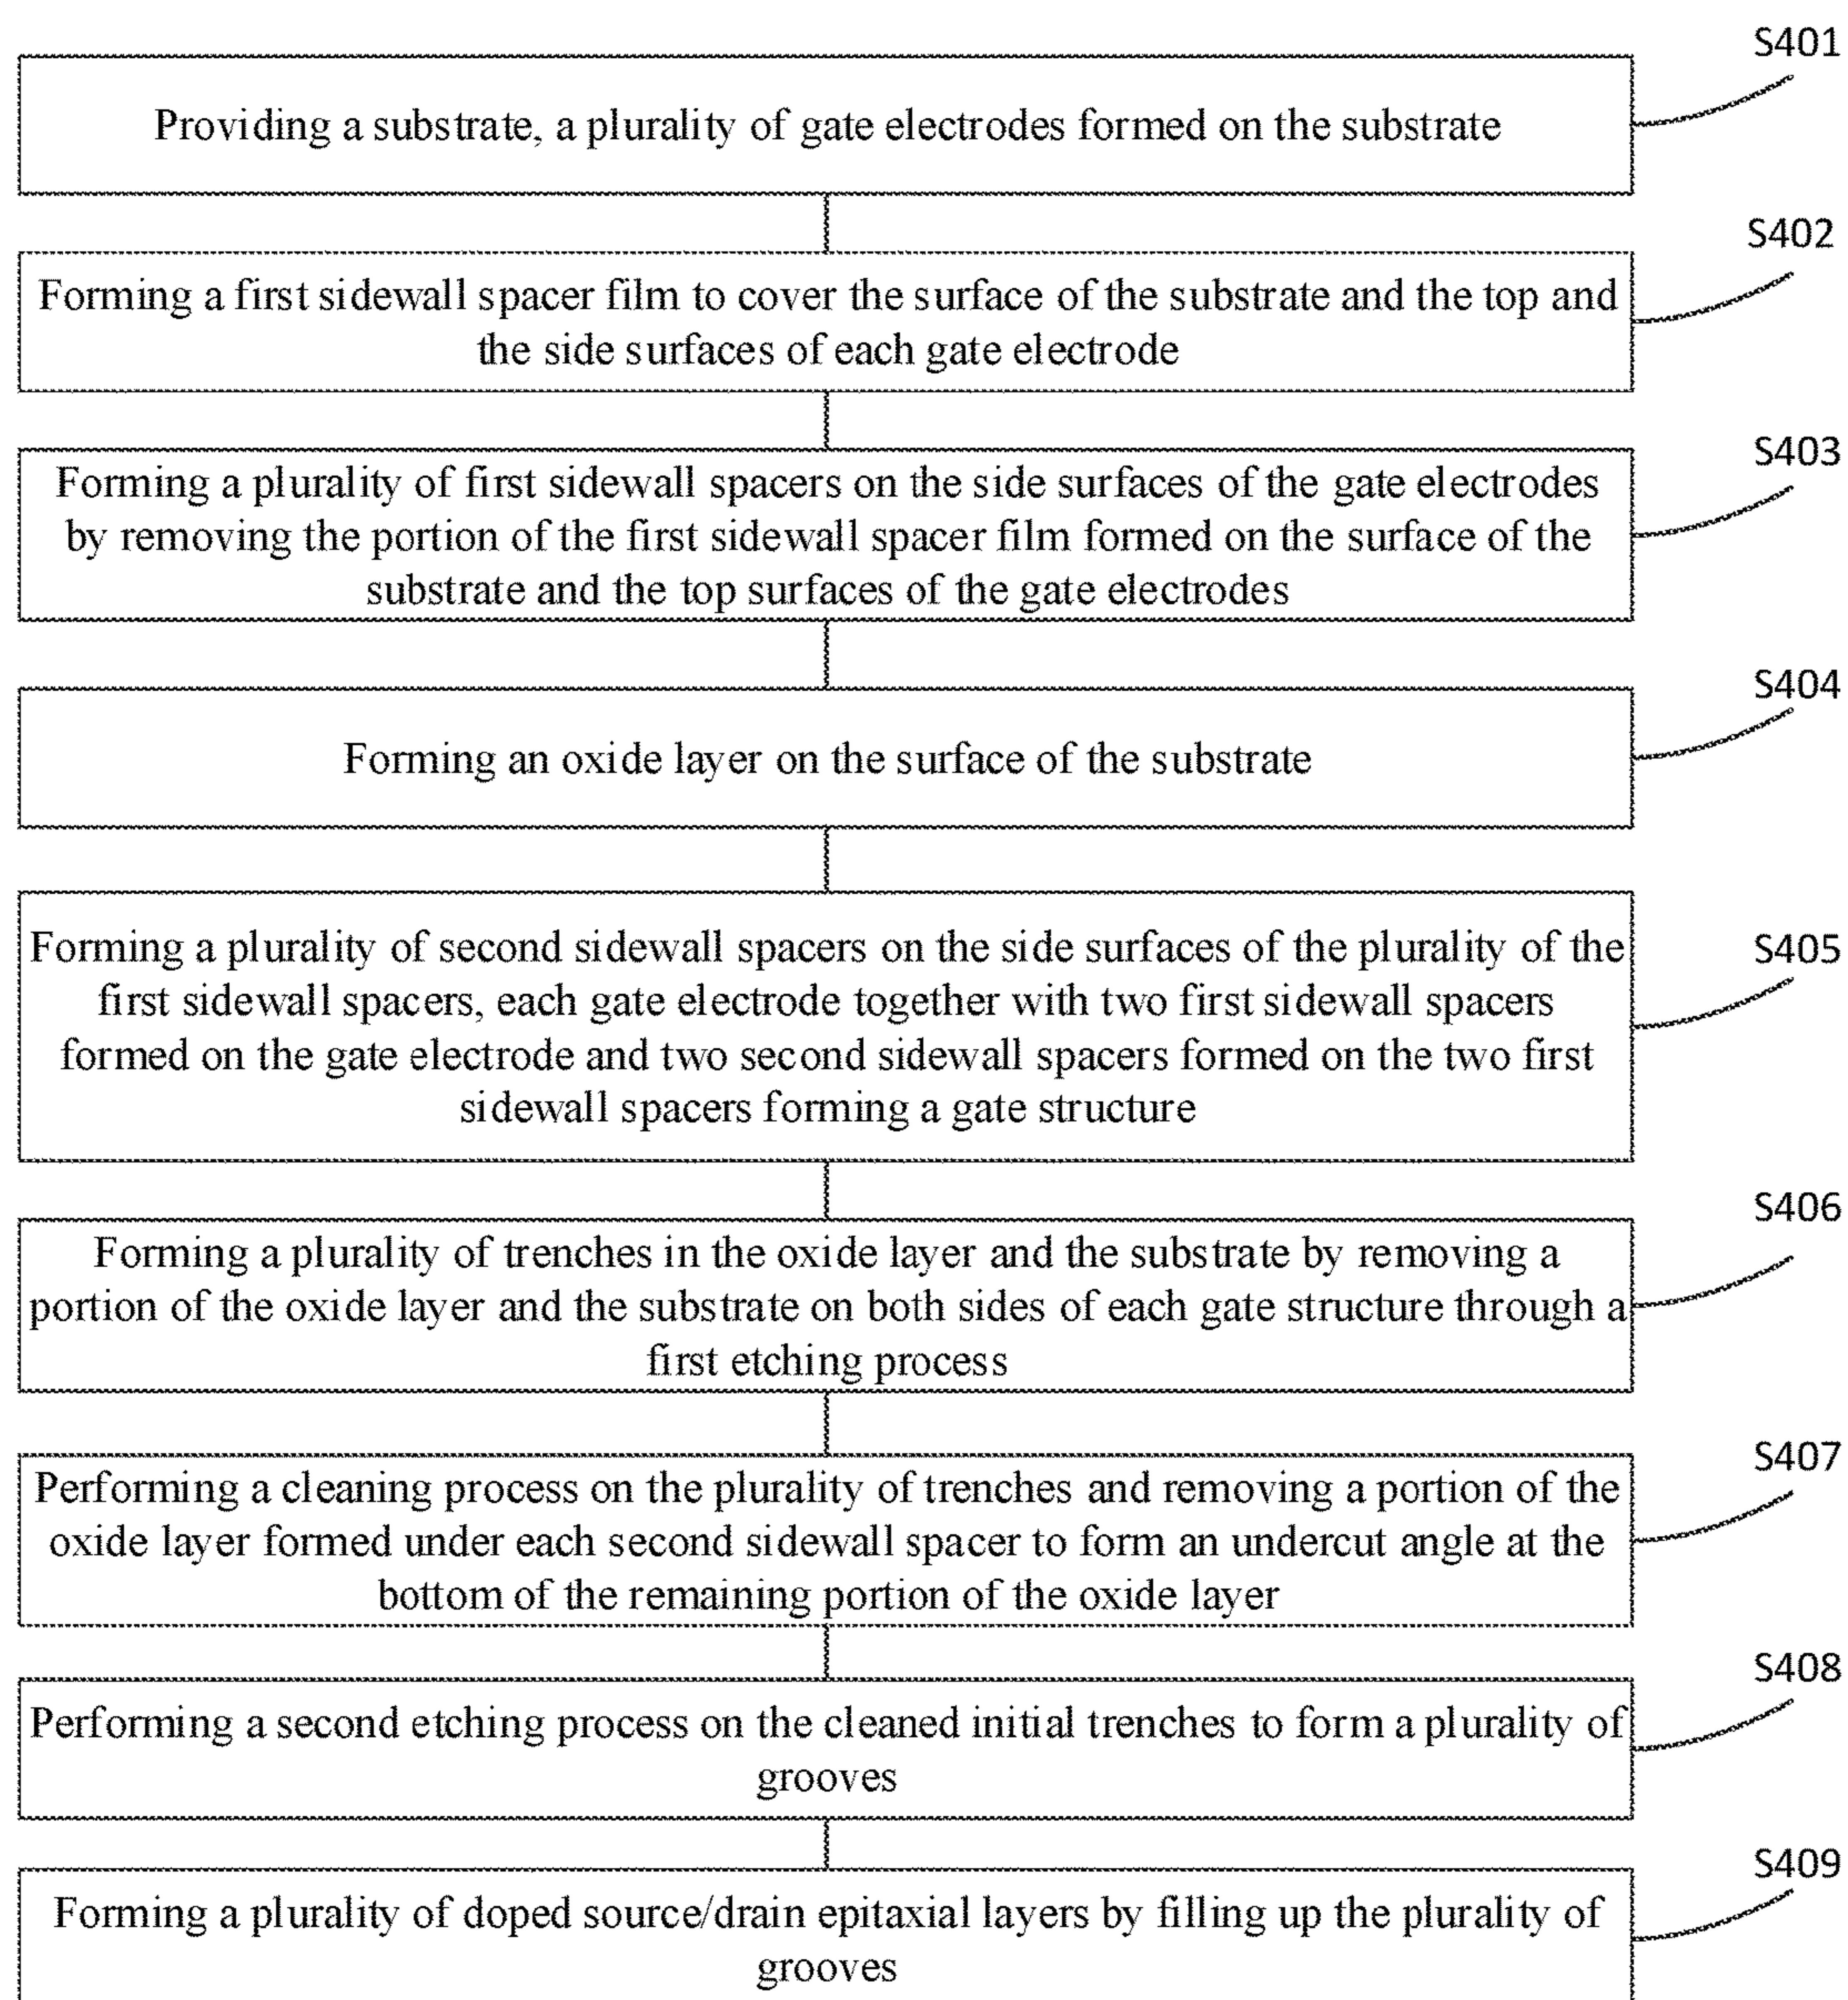 S401
Providing a substrate, a plurality of gate electrodes formed on the substrate
S402
Forming a first sidewall spacer film to cover the surface of the substrate and the top and
the side surfaces of each gate electrode
S403
Forming a plurality of first sidewall spacers on the side surfaces of the gate electrodes
by removing the portion of the first sidewall spacer film formed on the surface of the
substrate and the top surfaces of the gate electrodes
S404
Forming an oxide layer on the surface of the substrate
S405
Forming a plurality of second sidewall spacers on the side surfaces of the plurality of the
first sidewall spacers, each gate electrode together with two first sidewall spacers
formed on the gate electrode and two second sidewall spacers formed on the two first
sidewall spacers forming a gate structure
S406
Forming a plurality of trenches in the oxide layer and the substrate by removing a
portion of the oxide layer and the substrate on both sides of each gate structure through a
first etching process
S407
Performing a cleaning process on the plurality of trenches and removing a portion of the
oxide layer formed under each second sidewall spacer to form an undercut angle at the
bottom of the remaining portion of the oxide layer
S408
Performing a second etching process on the cleaned initial trenches to form a plurality of
grooves
S409
Forming a plurality of doped source/drain epitaxial layers by filling up the plurality of
grooves